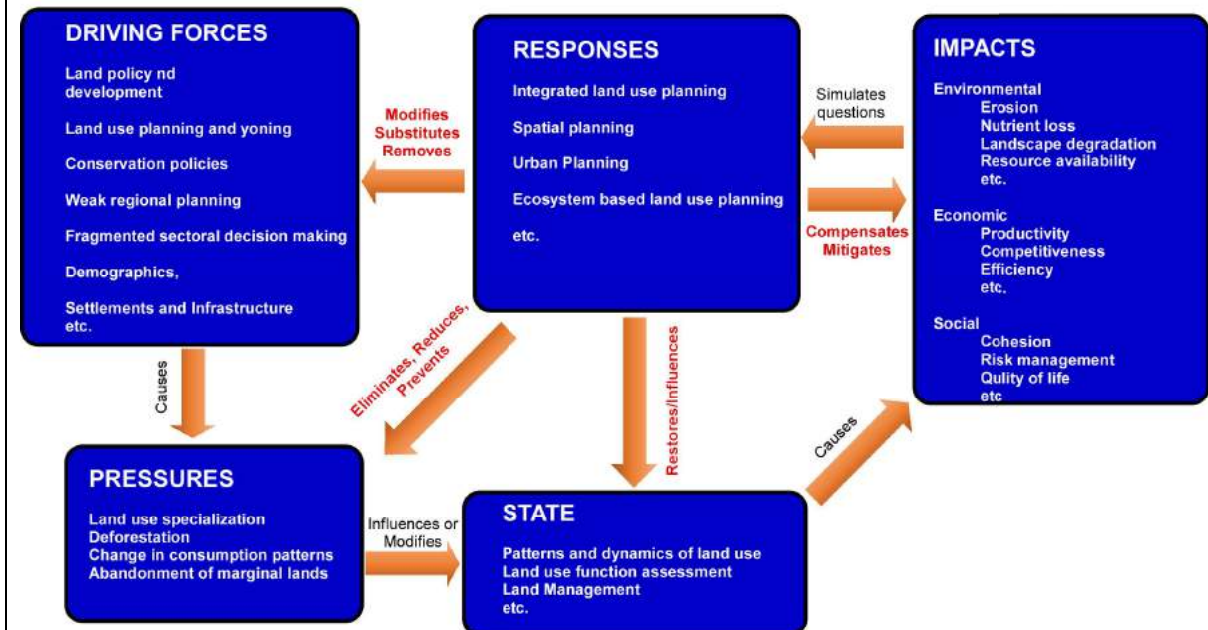 DRIVING FORCES
Land policy nd
development
Land use planning and yoning
Conservation policies
Weak regional planning
Fragmented sectoral decision making
Demographics,
Settlements and Infrastructure
etc.
Modifies
Substitutes
Removes
RESPONSES
Integrated land use planning
Spatial planning
Urban Planning
Ecosystem based land use planning
etc.
Simulates
questions
Compensates
Mitigates
IMPACTS
Environmental
Erosion
Nutrient loss
Landscape degradation
Resource availability
etc.
Economic
Productivity
Competitiveness
Efficiency
etc.
Social
Cohesion
Risk management
Qulity of life
etc
Causes
Eliminates, Reduces,
Prevents
Restores/Influences
Causes
PRESSURES
Land use specialization
Deforestation
Change in consumption patterns
Abandonment of marginal lands
Influences or
Modifies
STATE
Patterns and dynamics of land use
Land use function assessment
Land Management
etc.